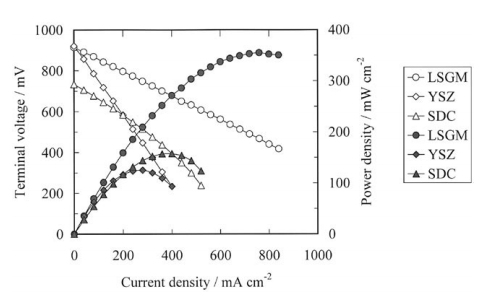 1000
800
600
400
200
0
Terminal voltage / mV
400
300
200
100
0
Power density / mW cm-2
0
200
400
600
800
1000
Current density / mA cm-2
LSGM
YSZ
SDC
LSGM
YSZ
SDC